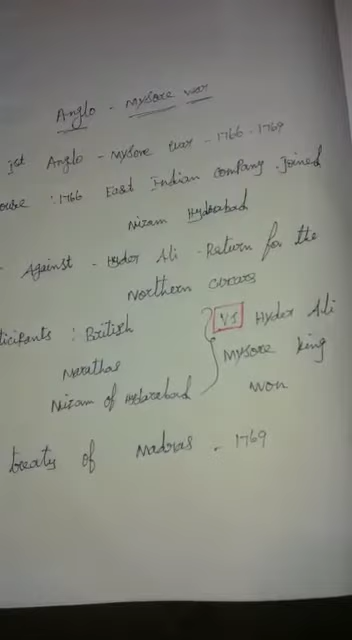 Anglo - Mysore war
1st Anglo - Mysore war - 1766 - 1769
ouse : 1766 East Indian company joined
Nizam Hyderabad
- Against - Hyder Ali - Return for the
Northern circars
ticipants : British
VS Hyder Ali
Marathas
Mysore king
Nizam of Hyderabad
won
treaty of Madras - 1769